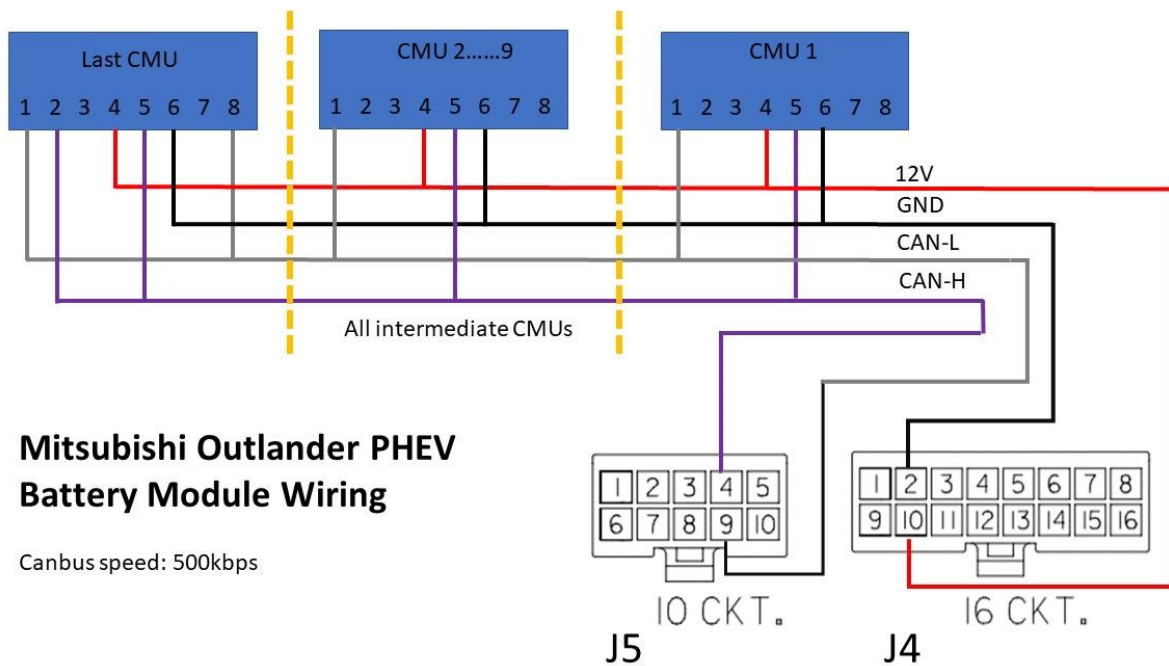 Last CMU
1 2 3 4 5 6 7 8
CMU 2......9
1 2 3 4 5 6 7 8
CMU 1
1 2 3 4 5 6 7 8
12V
GND
CAN-L
CAN-H
All intermediate CMUs
Mitsubishi Outlander PHEV
Battery Module Wiring
Canbus speed: 500kbps
1 2 3 4 5
6 7 8 9 10
10 CKT.
J5
1 2 3 4 5 6 7 8
9 10 11 12 13 14 15 16
16 CKT.
J4